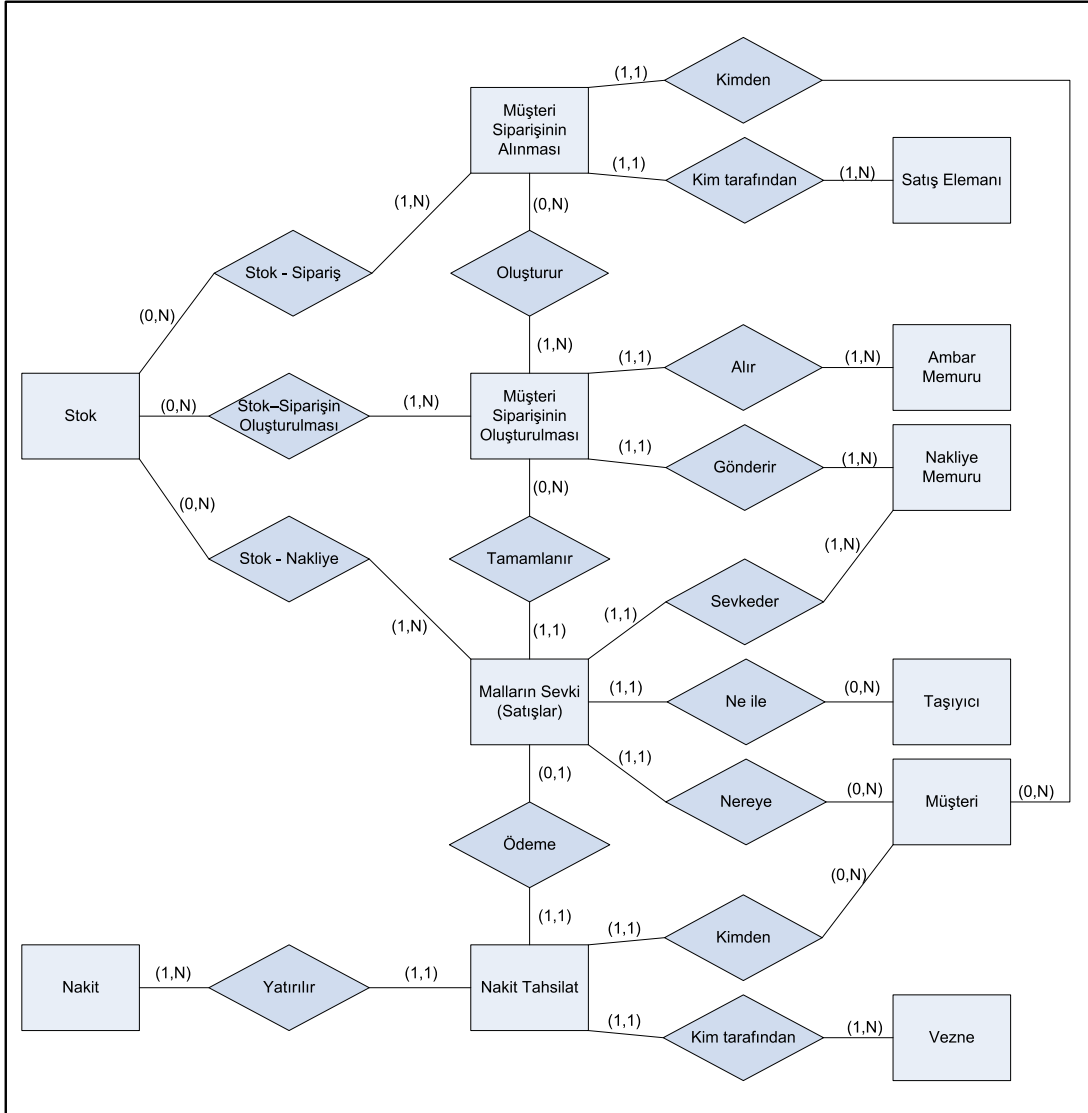 (1,1)
Kimden
Müşteri
Siparişinin
Alınması
(1,1)
Kim tarafından
(1,N)
Satış Elemanı
(1,N)
(0,N)
Stok - Sipariş
Oluşturur
(0,N)
(1,N)
(1,1)
Alır
(1,N)
Ambar
Memuru
Stok
(0,N)
Stok–Siparişin
Oluşturulması
(1,N)
Müşteri
Siparişinin
Oluşturulması
(1,1)
Gönderir
(1,N)
Nakliye
Memuru
(0,N)
(0,N)
Stok - Nakliye
Tamamlanır
(1,N)
Sevkeder
(1,N)
(1,1)
(1,1)
Malların Sevki
(Satışlar)
(1,1)
Ne ile
(0,N)
Taşıyıcı
(1,1)
(0,1)
Nereye
(0,N)
Müşteri
(0,N)
Ödeme
(0,N)
(1,1)
(1,1)
Kimden
Nakit
(1,N)
Yatırılır
(1,1)
Nakit Tahsilat
(1,1)
Kim tarafından
(1,N)
Vezne